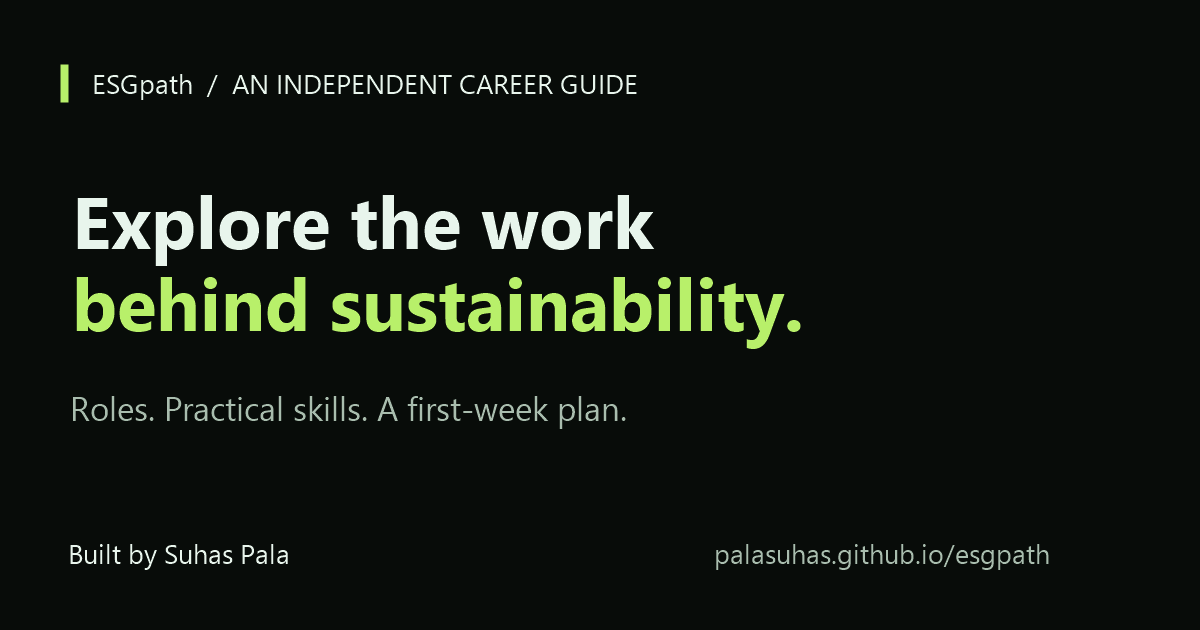 ESGpath / AN INDEPENDENT CAREER GUIDE
Explore the work
behind sustainability.
Roles. Practical skills. A first-week plan.
Built by Suhas Pala
palasuhas.github.io/esgpath